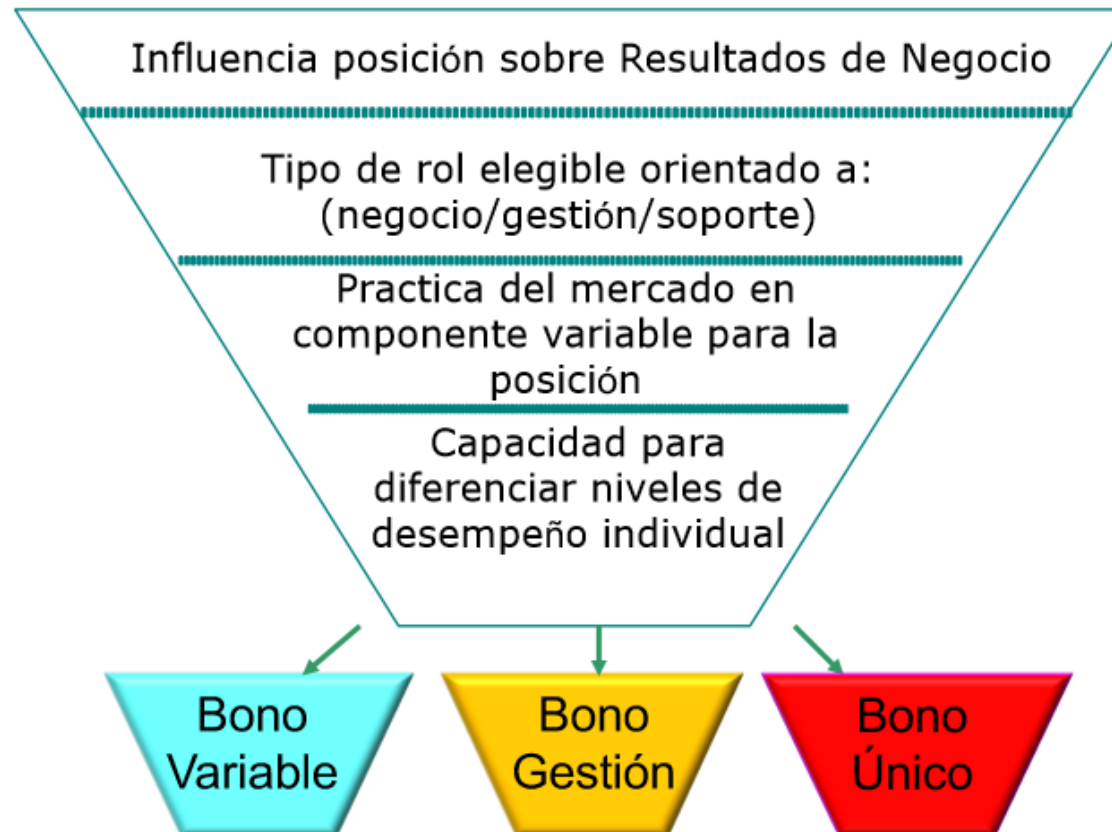 Influencia posición sobre Resultados de Negocio
Tipo de rol elegible orientado a:
(negocio/gestión/soporte)
Practica del mercado en
componente variable para la
posición
Capacidad para
diferenciar niveles de
desempeño individual
Bono
Variable
Bono
Gestión
Bono
Único